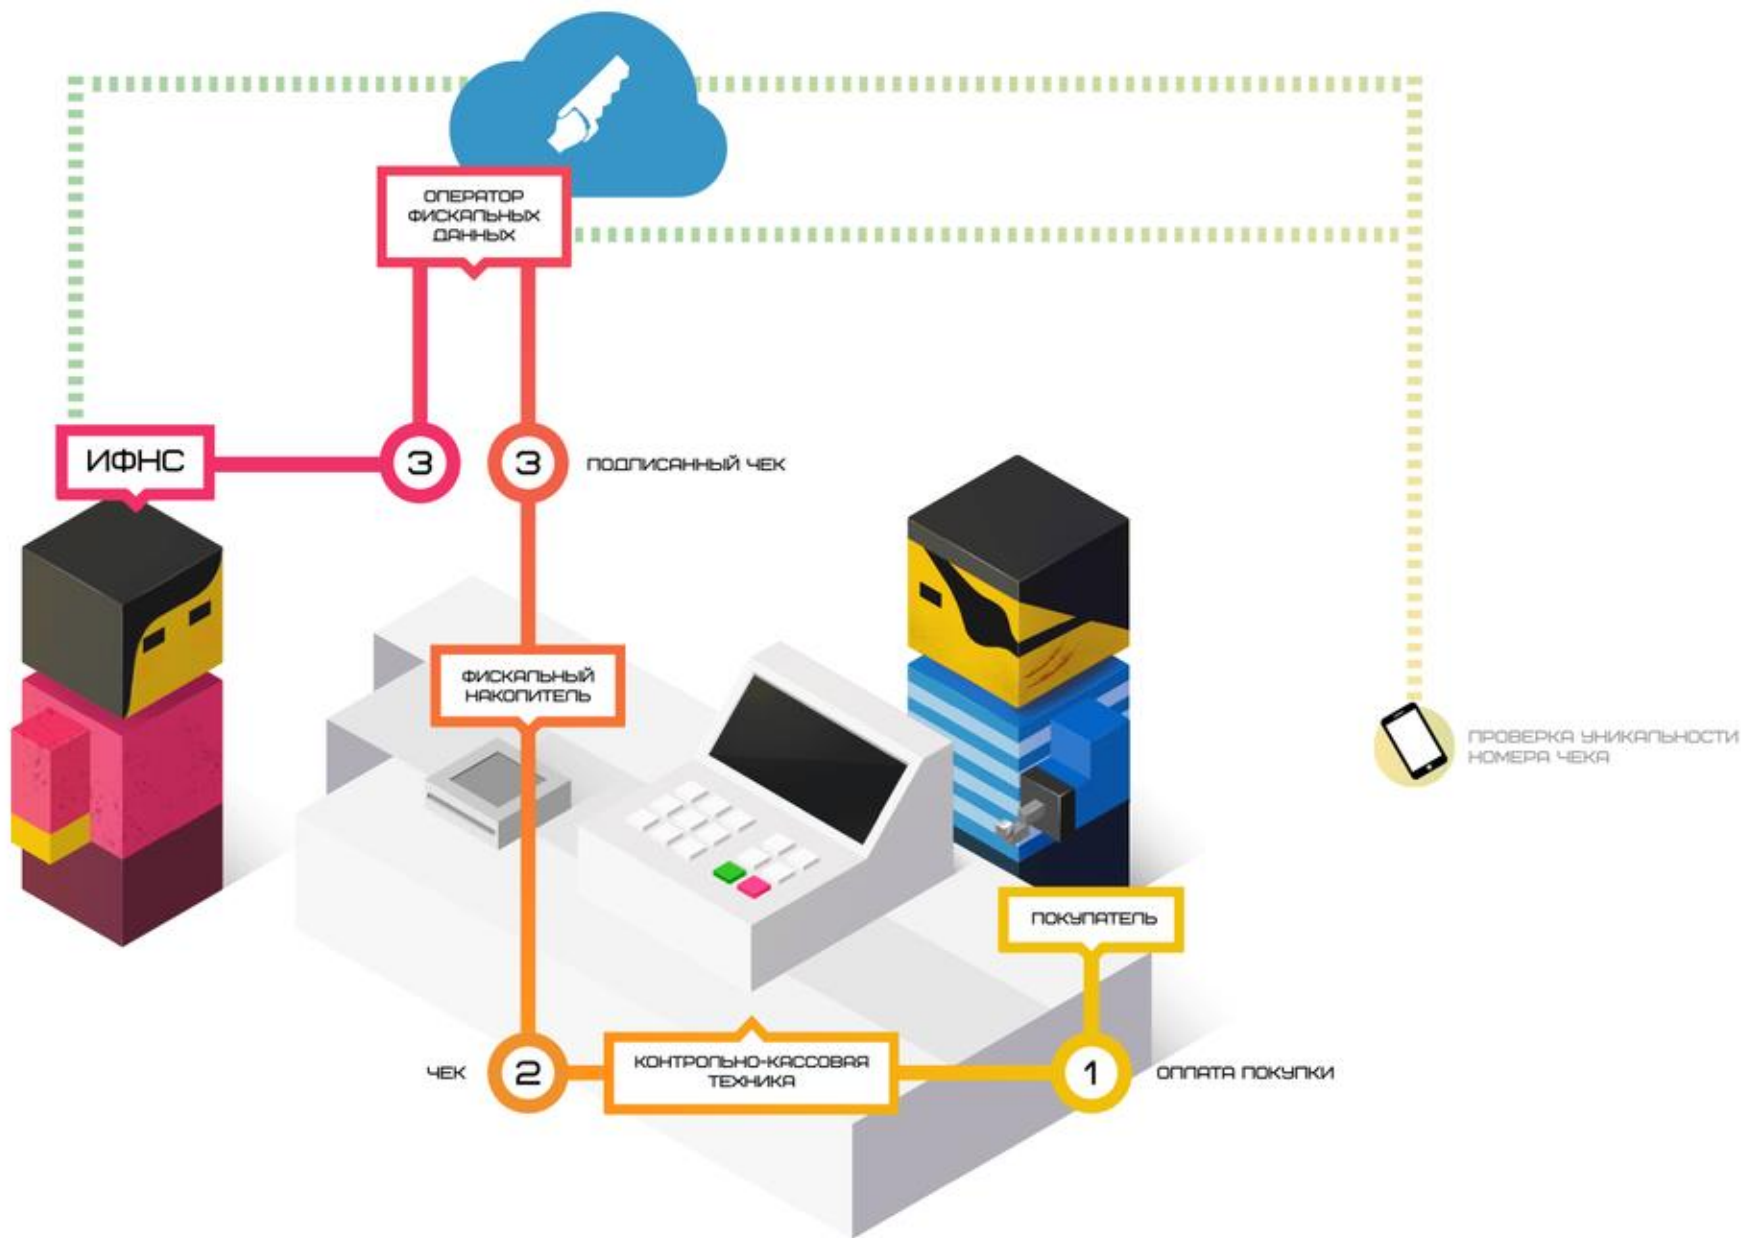 ОПЕРАТОР
ФИСКАЛЬНЫХ
ДАННЫХ
ИФНС
3
3
ПОДПИСАННЫЙ ЧЕК
ФИСКАЛЬНЫЙ
НАКОПИТЕЛЬ
ПРОВЕРКА УНИКАЛЬНОСТИ
НОМЕРА ЧЕКА
ПОКУПАТЕЛЬ
ЧЕК
2
КОНТРОЛЬНО-КАССОВАЯ
ТЕХНИКА
1
ОПЛАТА ПОКУПКИ